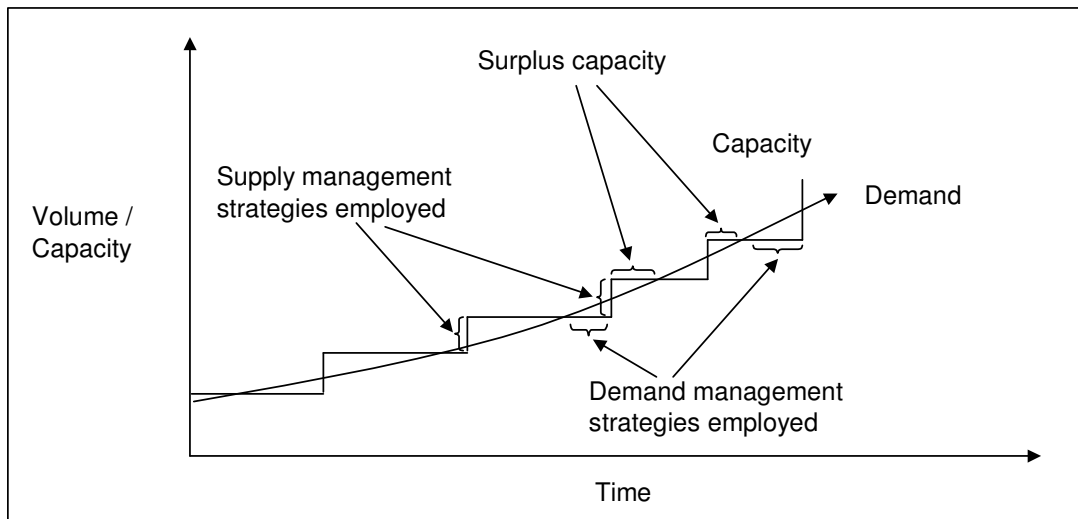 Surplus capacity
Capacity
Supply management
strategies employed
Demand
Volume /
Capacity
Demand management
strategies employed
Time